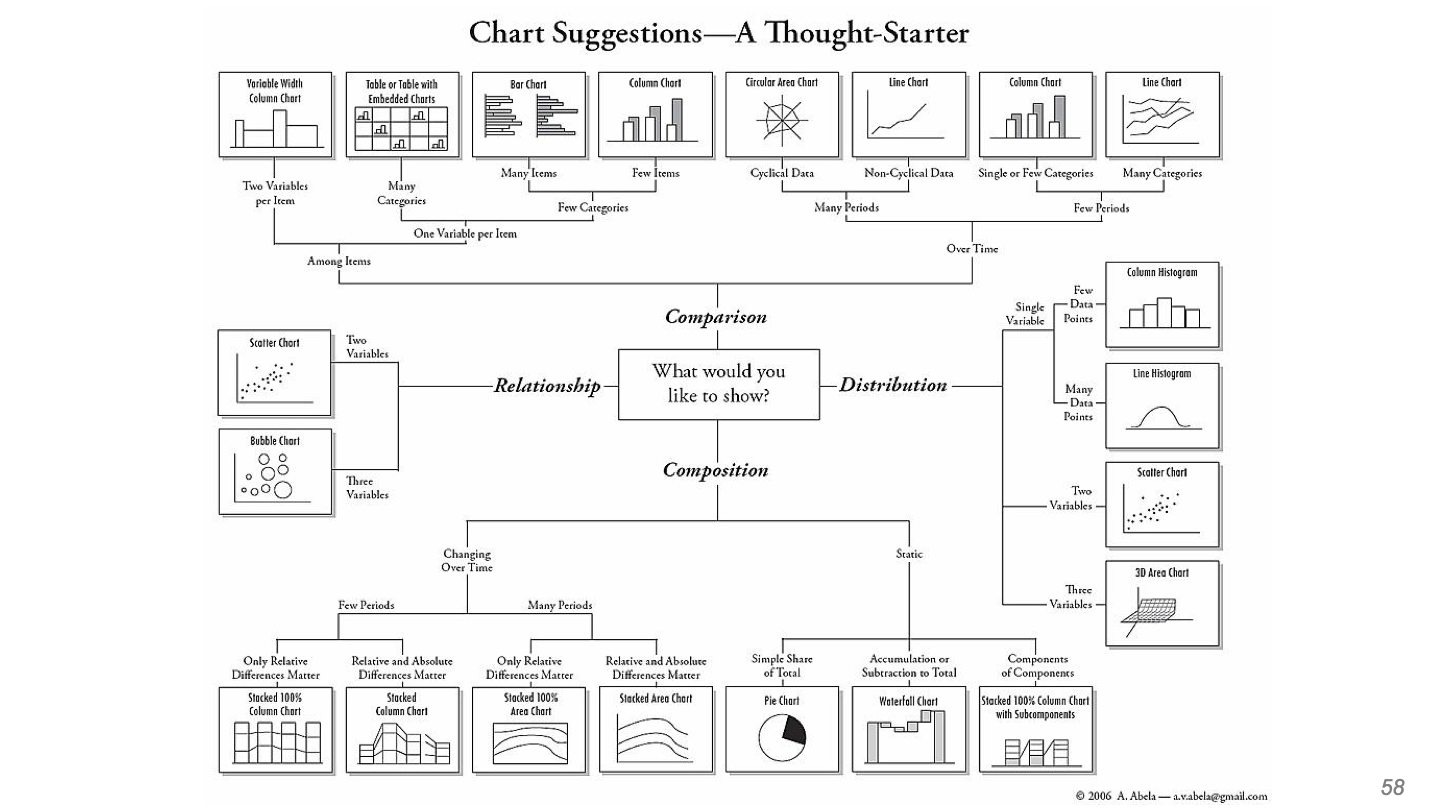 Chart Suggestions—A Thought-Starter
Variable Width
Column Chart
Table or Table with
Embedded Charts
Bar Chart
Column Chart
Circular Area Chart
Line Chart
Column Chart
Line Chart
Two Variables
per Item
Many
Categories
Many Items
Few Items
Cyclical Data
Non-Cyclical Data
Single or Few Categories
Many Categories
Few Categories
Many Periods
Few Periods
One Variable per Item
Over Time
Among Items
Comparison
What would you
like to show?
Relationship
Two
Variables
Scatter Chart
Three
Variables
Bubble Chart
Distribution
Single
Variable
Few
Data
Points
Column Histogram
Many
Data
Points
Line Histogram
Two
Variables
Scatter Chart
Three
Variables
3D Area Chart
Composition
Changing
Over Time
Static
Few Periods
Many Periods
Only Relative
Differences Matter
Relative and Absolute
Differences Matter
Only Relative
Differences Matter
Relative and Absolute
Differences Matter
Simple Share
of Total
Accumulation or
Subtraction to Total
Components
of Components
Stacked 100%
Column Chart
Stacked
Column Chart
Stacked 100%
Area Chart
Stacked Area Chart
Pie Chart
Waterfall Chart
Stacked 100% Column Chart
with Subcomponents
© 2006 A. Abela — a.v.abela@gmail.com
58